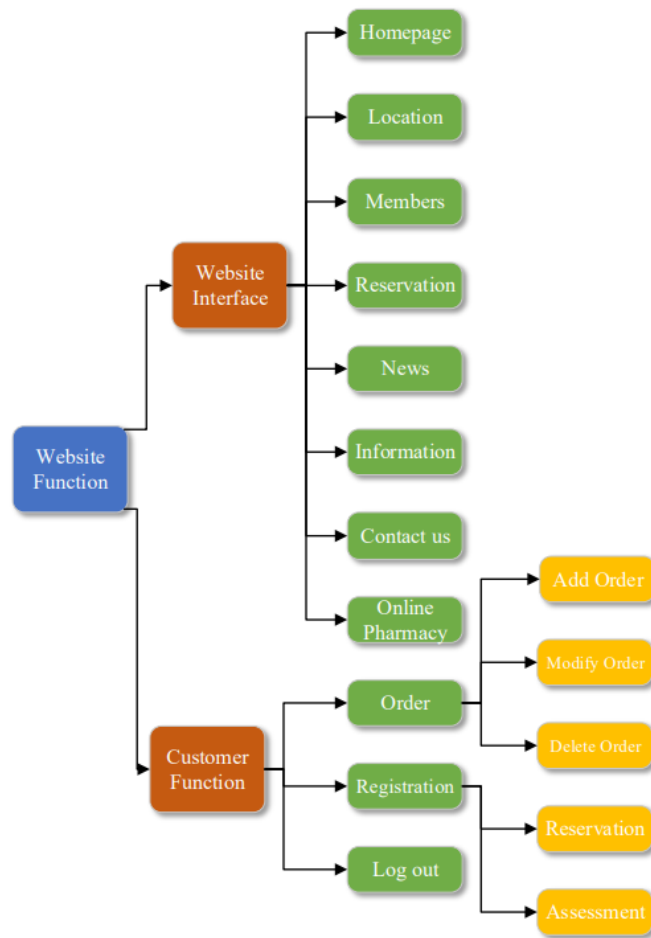 Homepage
Location
Members
Website
Interface
Reservation
News
Information
Website
Function
Contact us
Online
Pharmacy
Add Order
Modify Order
Order
Delete Order
Customer
Function
Registration
Reservation
Log out
Assessment